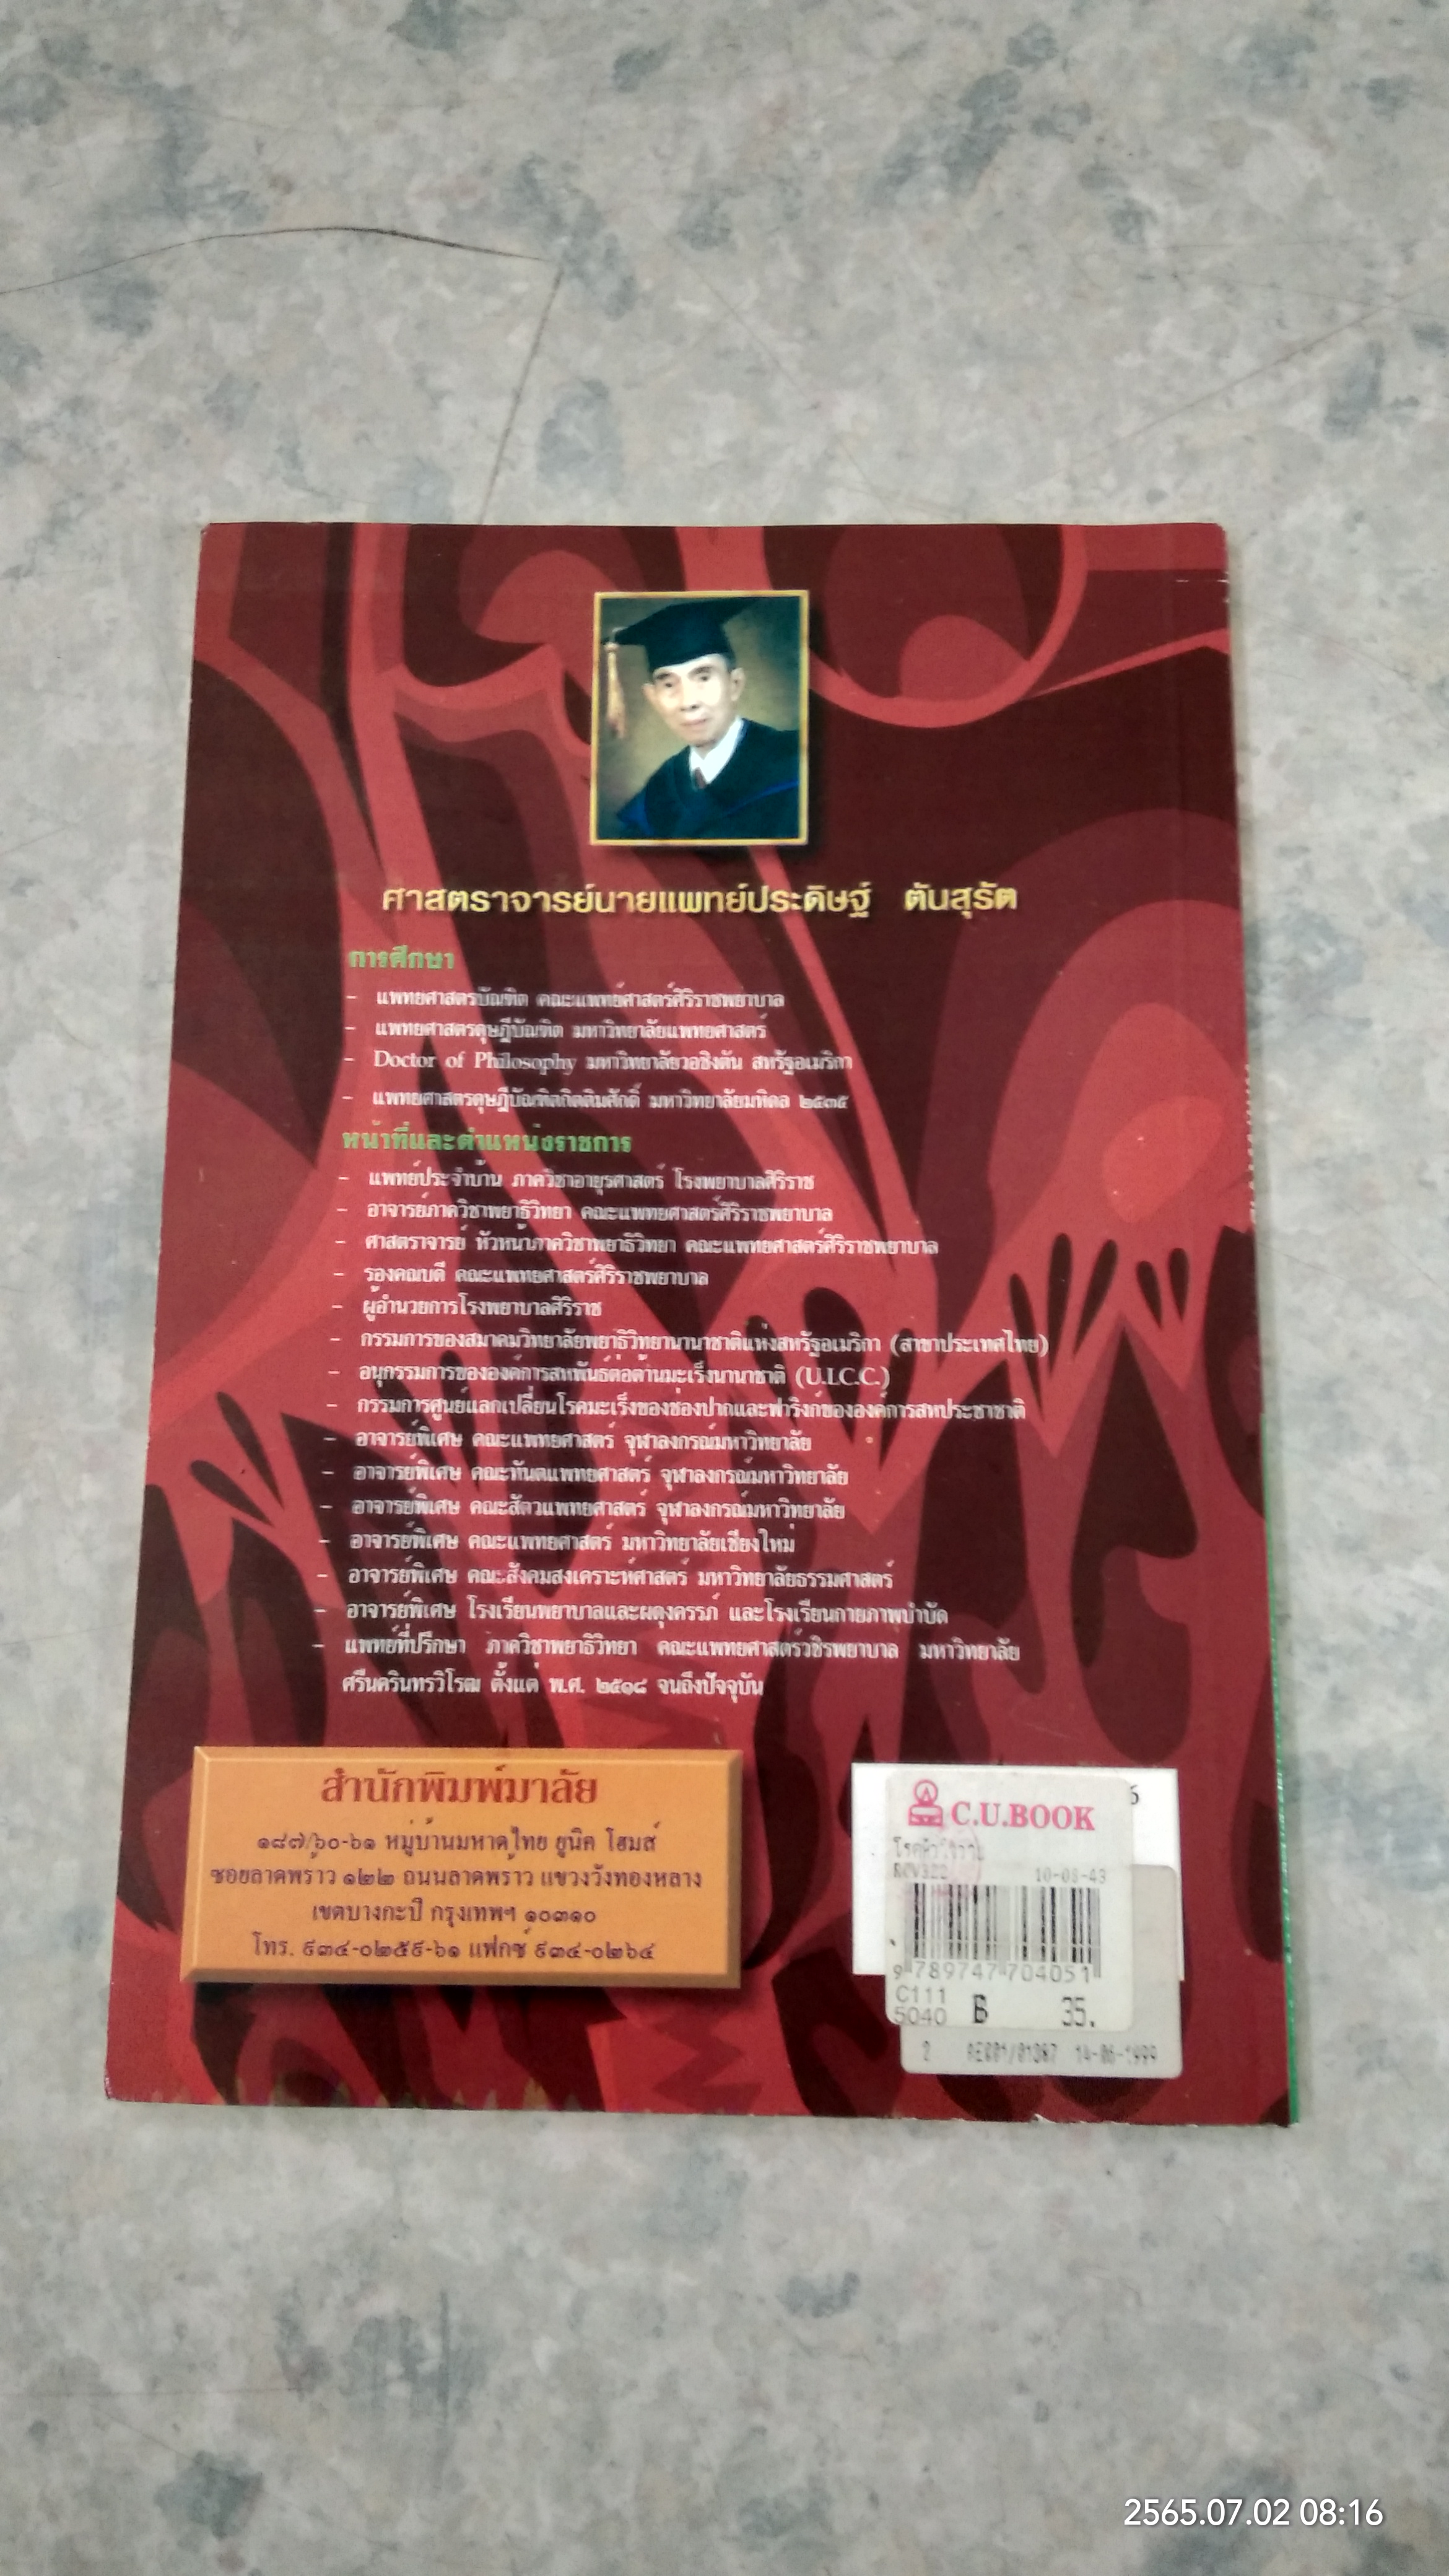 ศาสตราจารย์นายแพทย์ประดิษฐ์ ตันสุรัต
การศึกษา
- แพทยศาสตรบัณฑิต คณะแพทย์ศาสตร์ศิริราชพยาบาล
- แพทยศาสตรดุษฎีบัณฑิต มหาวิทยาลัยแพทยศาสตร์
- Doctor of Philosophy มหาวิทยาลัยวอชิงตัน สหรัฐอเมริกา
- แพทยศาสตรดุษฎีบัณฑิตกิตติมศักดิ์ มหาวิทยาลัยมหิดล ๒๕๓๕
หน้าที่และตำแหน่งราชการ
- แพทย์ประจำบ้าน ภาควิชาอายุรศาสตร์ โรงพยาบาลศิริราช
- อาจารย์ภาควิชาพยาธิวิทยา คณะแพทยศาสตร์ศิริราชพยาบาล
- ศาสตราจารย์ หัวหน้าภาควิชาพยาธิวิทยา คณะแพทยศาสตร์ศิริราชพยาบาล
- รองคณบดี คณะแพทยศาสตร์ศิริราชพยาบาล
- ผู้อำนวยการโรงพยาบาลศิริราช
- กรรมการของสมาคมวิทยาลัยพยาธิวิทยานานาชาติแห่งสหรัฐอเมริกา (สาขาประเทศไทย)
- อนุกรรมการขององค์การสหพันธ์ต่อต้านมะเร็งนานาชาติ (U.I.C.C.)
- กรรมการศูนย์แลกเปลี่ยนโรคมะเร็งของช่องปากและฟาริงก์ขององค์การสหประชาชาติ
- อาจารย์พิเศษ คณะแพทยศาสตร์ จุฬาลงกรณ์มหาวิทยาลัย
- อาจารย์พิเศษ คณะทันตแพทยศาสตร์ จุฬาลงกรณ์มหาวิทยาลัย
- อาจารย์พิเศษ คณะสัตวแพทยศาสตร์ จุฬาลงกรณ์มหาวิทยาลัย
- อาจารย์พิเศษ คณะแพทยศาสตร์ มหาวิทยาลัยเชียงใหม่
- อาจารย์พิเศษ คณะสังคมสงเคราะห์ศาสตร์ มหาวิทยาลัยธรรมศาสตร์
- อาจารย์พิเศษ โรงเรียนพยาบาลและผดุงครรภ์ และโรงเรียนกายภาพบำบัด
- แพทย์ที่ปรึกษา ภาควิชาพยาธิวิทยา คณะแพทยศาสตร์วชิรพยาบาล มหาวิทยาลัย
ศรีนครินทรวิโรฒ ตั้งแต่ พ.ศ. ๒๕๑๘ จนถึงปัจจุบัน
สำนักพิมพ์มาลัย
๑๘๗/๖๐-๖๑ หมู่บ้านมหาดไทย ยูนิค โฮมส์
ซอยลาดพร้าว ๑๒๒ ถนนลาดพร้าว แขวงวังทองหลาง
เขตบางกะปิ กรุงเทพฯ ๑๐๓๑๐
โทร. ๙๓๔-๐๒๕๙-๖๑ แฟกซ์ ๙๓๔-๐๒๖๔
6
C.U.BOOK
10-08-43
9 789747 704051
C111
5040 B 35.
2 14-06-1999
2565.07.02 08:16